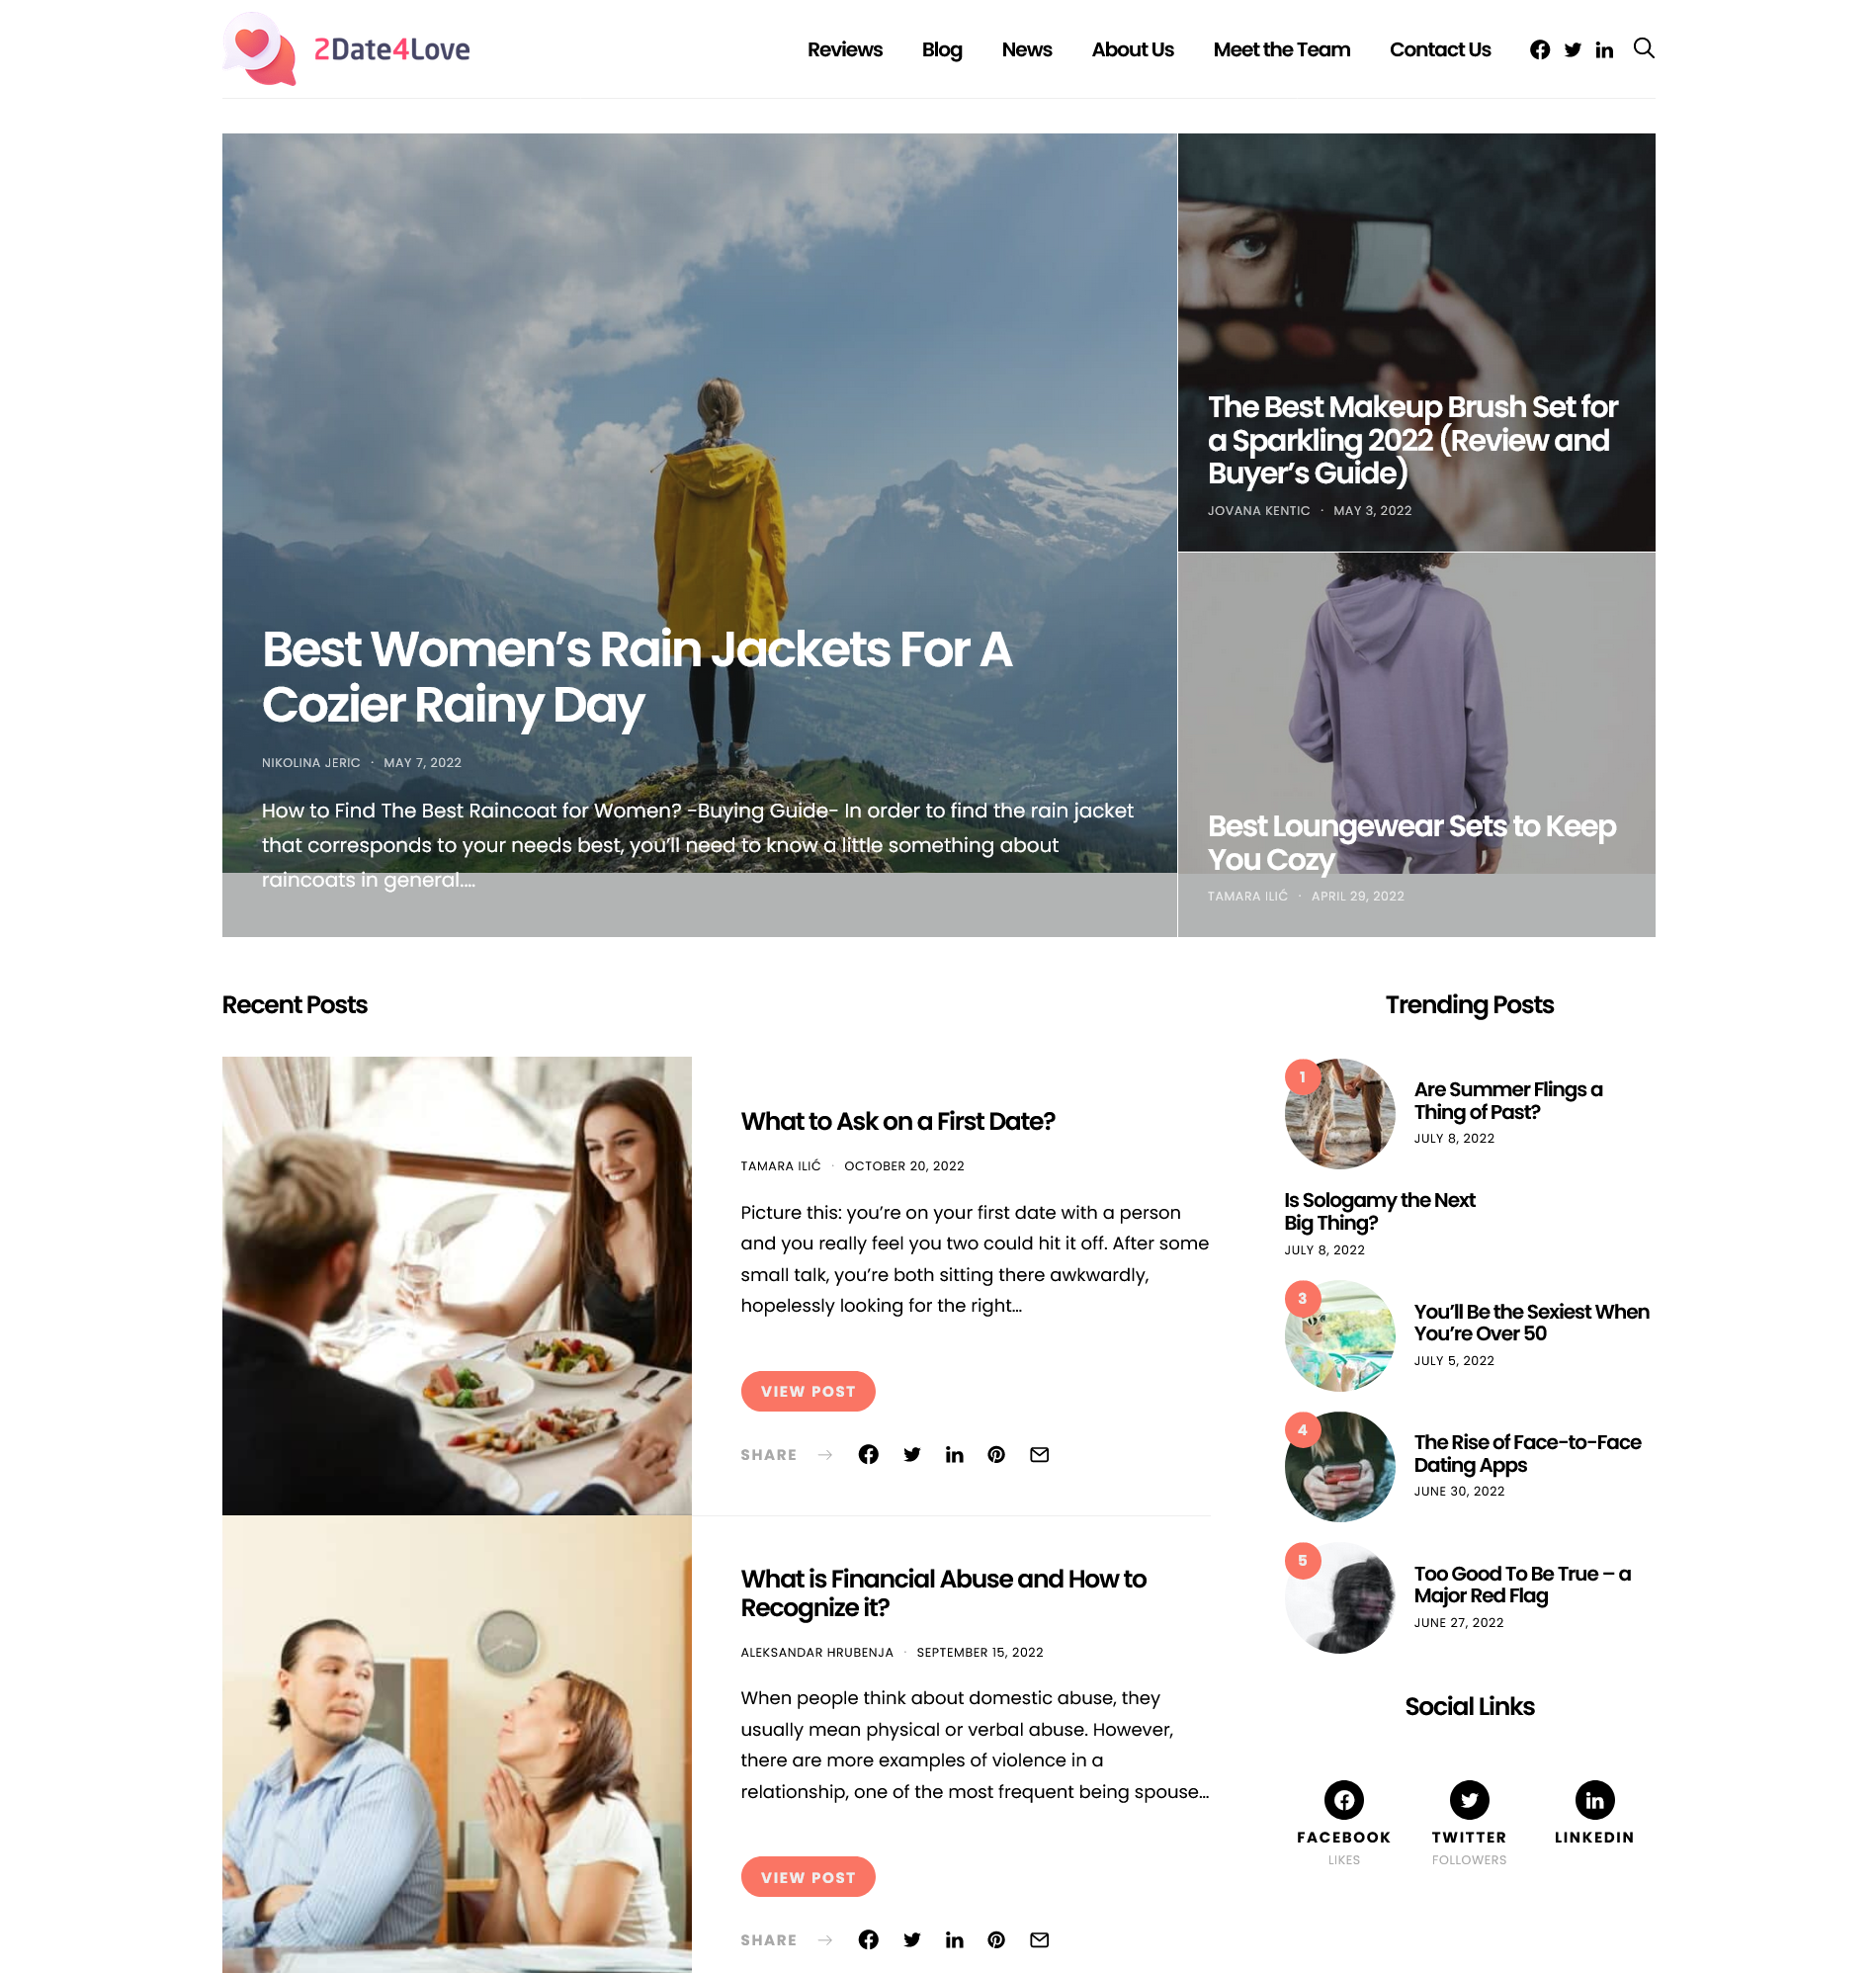 2Date4Love
Reviews
Blog
News
About Us
Meet the Team
Contact Us
Best Women’s Rain Jackets For A
Cozier Rainy Day
NIKOLINA JERIC · MAY 7, 2022
How to Find The Best Raincoat for Women? -Buying Guide- In order to find the rain jacket
that corresponds to your needs best, you’ll need to know a little something about
raincoats in general.…
The Best Makeup Brush Set for
a Sparkling 2022 (Review and
Buyer’s Guide)
JOVANA KENTIC · MAY 3, 2022
Best Loungewear Sets to Keep
You Cozy
TAMARA ILIĆ · APRIL 29, 2022
Recent Posts
What to Ask on a First Date?
TAMARA ILIĆ · OCTOBER 20, 2022
Picture this: you’re on your first date with a person
and you really feel you two could hit it off. After some
small talk, you’re both sitting there awkwardly,
hopelessly looking for the right…
VIEW POST
SHARE
What is Financial Abuse and How to
Recognize it?
ALEKSANDAR HRUBENJA · SEPTEMBER 15, 2022
When people think about domestic abuse, they
usually mean physical or verbal abuse. However,
there are more examples of violence in a
relationship, one of the most frequent being spouse…
VIEW POST
SHARE
Trending Posts
1
Are Summer Flings a
Thing of Past?
JULY 8, 2022
Is Sologamy the Next
Big Thing?
JULY 8, 2022
3
You’ll Be the Sexiest When
You’re Over 50
JULY 5, 2022
4
The Rise of Face-to-Face
Dating Apps
JUNE 30, 2022
5
Too Good To Be True – a
Major Red Flag
JUNE 27, 2022
Social Links
FACEBOOK
LIKES
TWITTER
FOLLOWERS
LINKEDIN